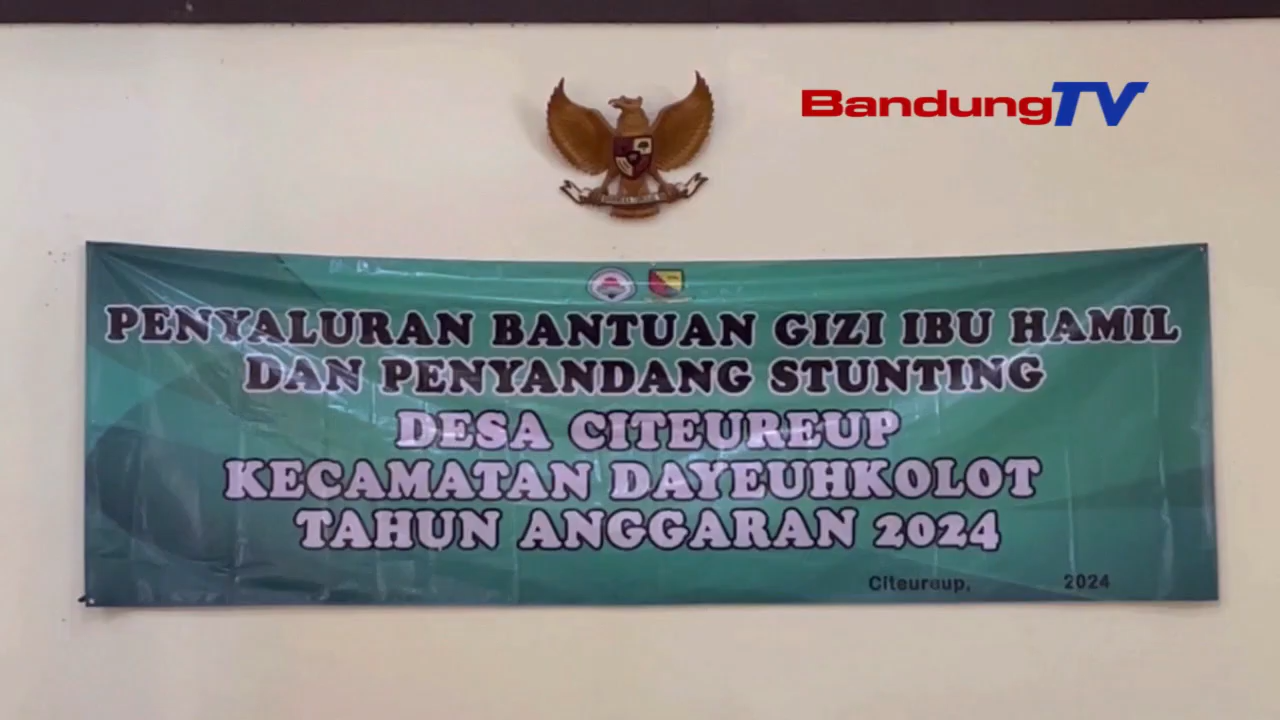 BandungTV
PENYALURAN BANTUAN GIZI IBU HAMIL
DAN PENYANDANG STUNTING
DESA CITEUREUP
KECAMATAN DAYEUHKOLOT
TAHUN ANGGARAN 2024
Citeureup, 2024